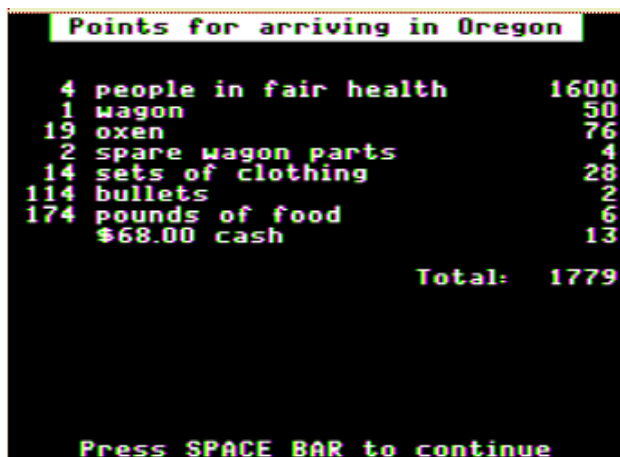 Points for arriving in Oregon
4 people in fair health 1600
1 wagon 50
19 oxen 76
2 spare wagon parts 4
14 sets of clothing 28
114 bullets 2
174 pounds of food 6
$68.00 cash 13
Total: 1779
Press SPACE BAR to continue